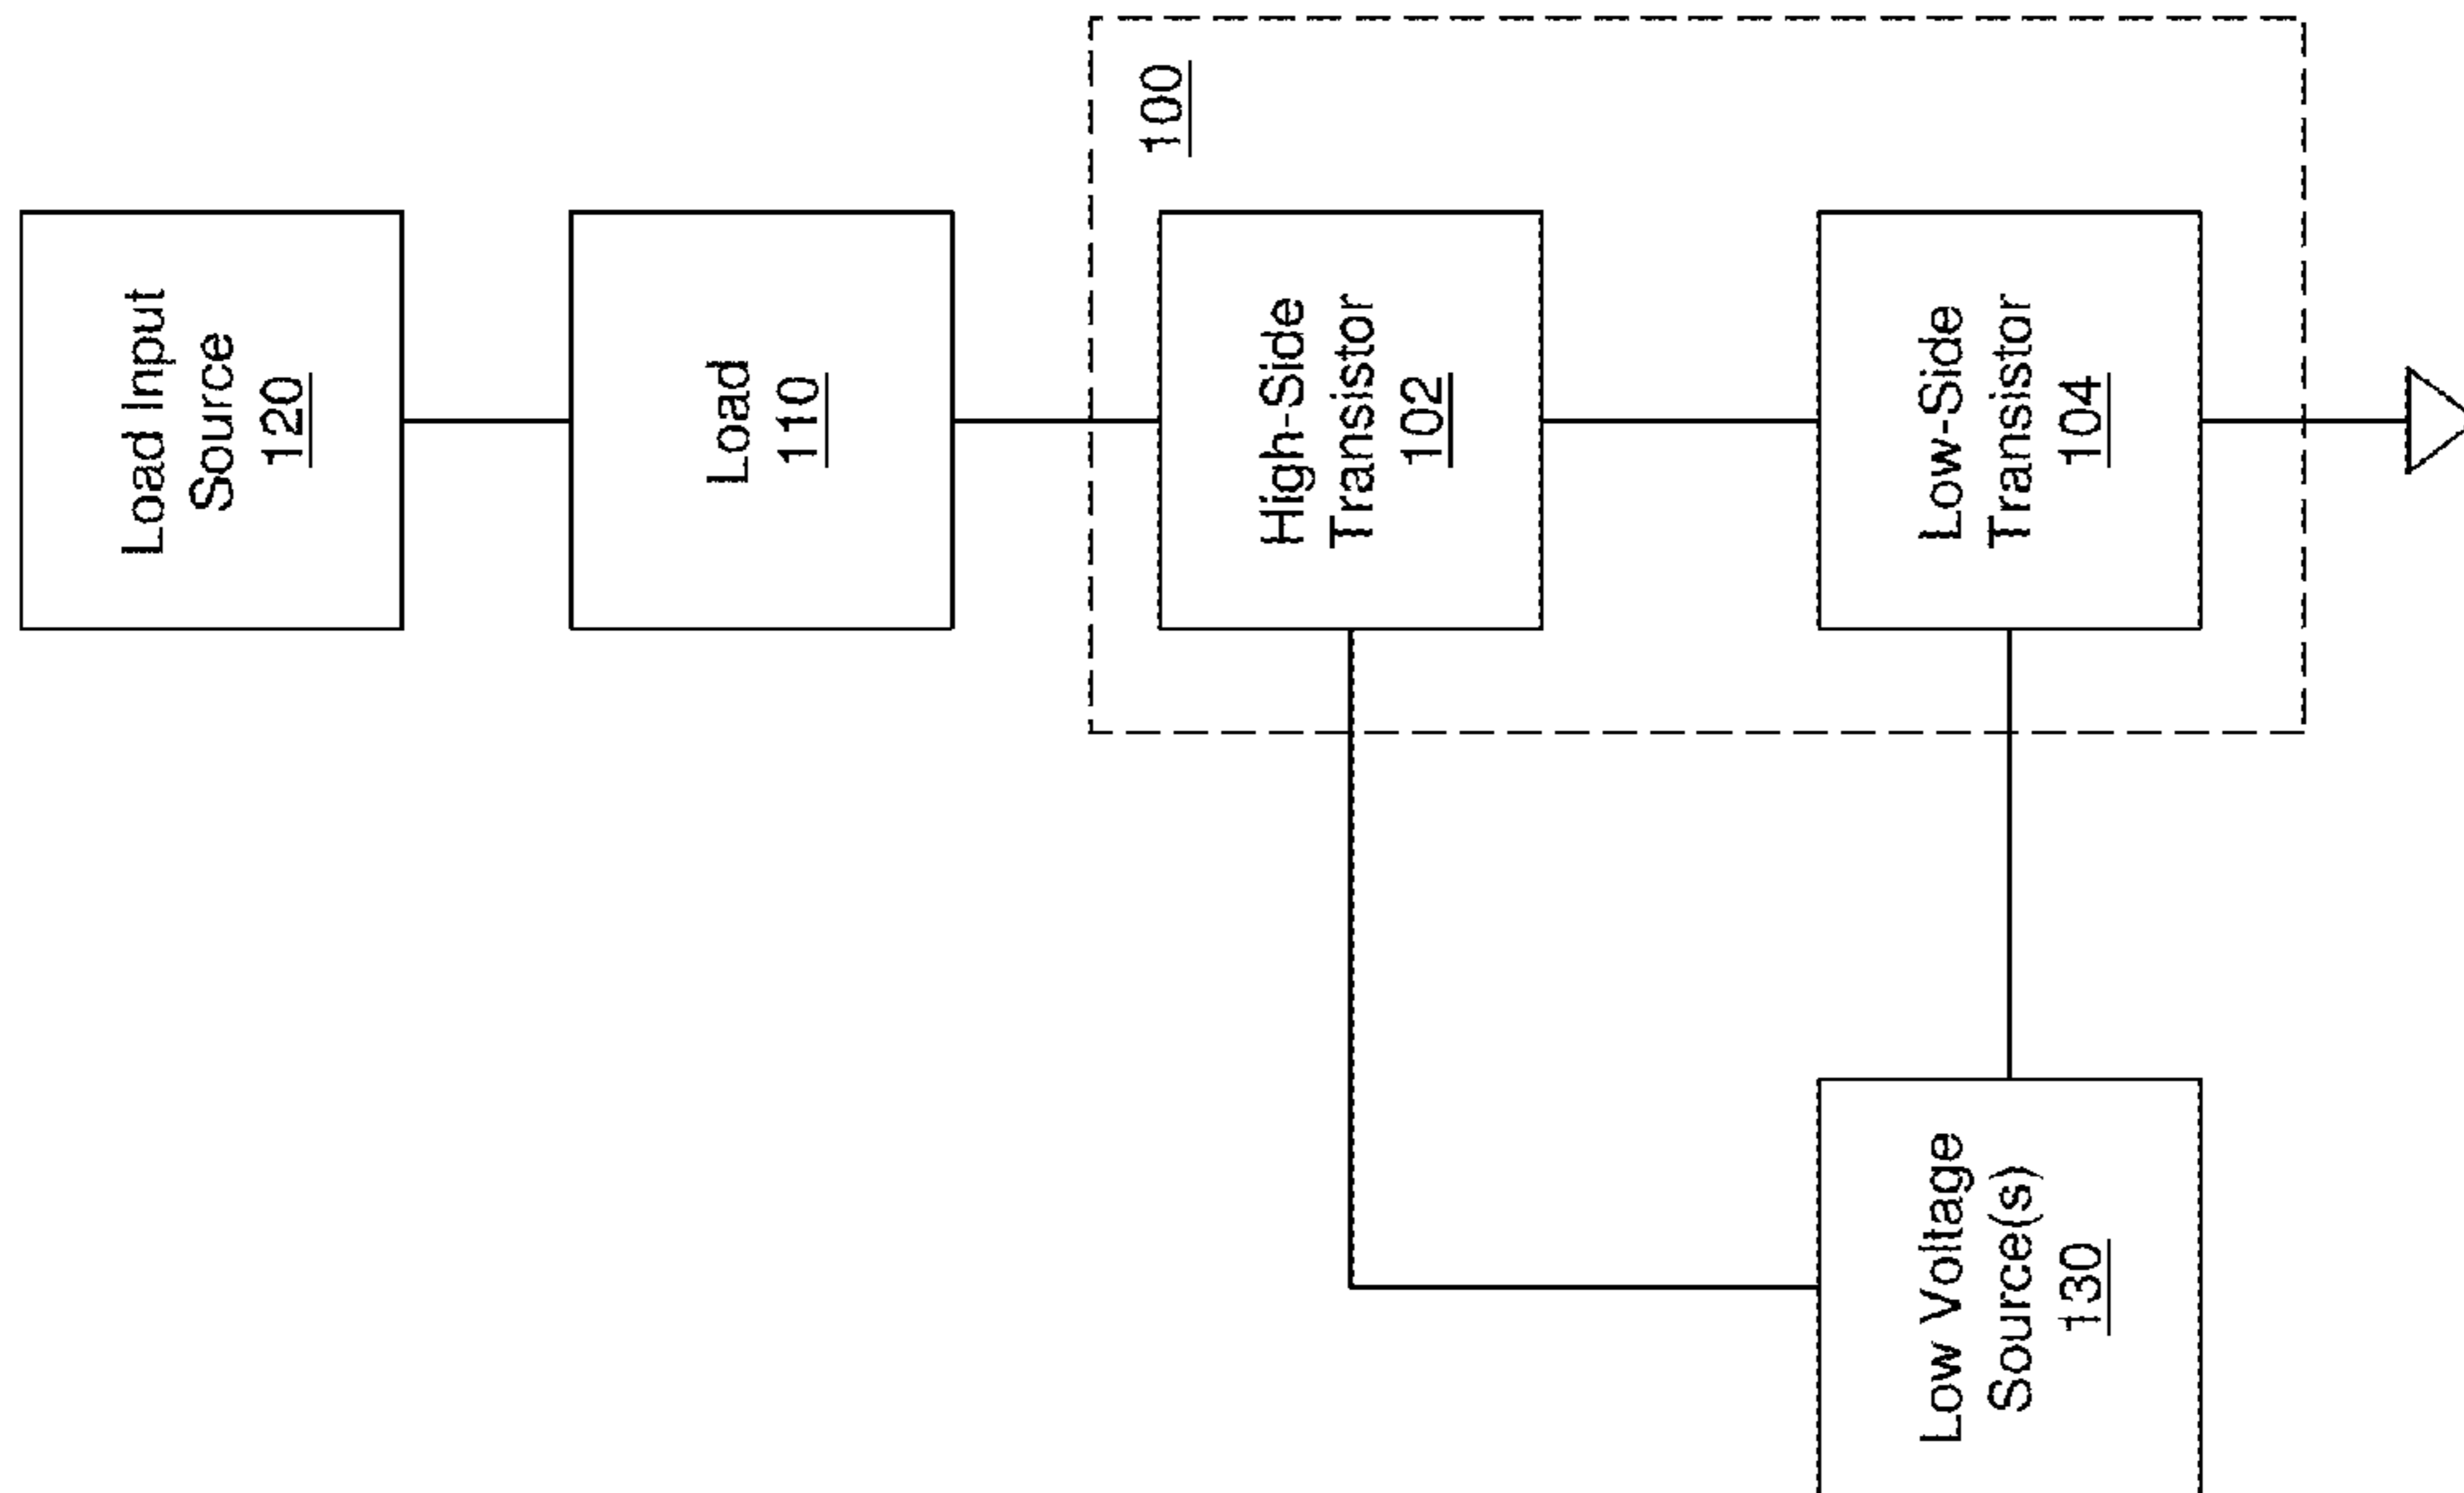 Load Input
Source
120
Load
110
100
High-Side
Transistor
102
Low-Side
Transistor
104
Low Voltage
Source(s)
130